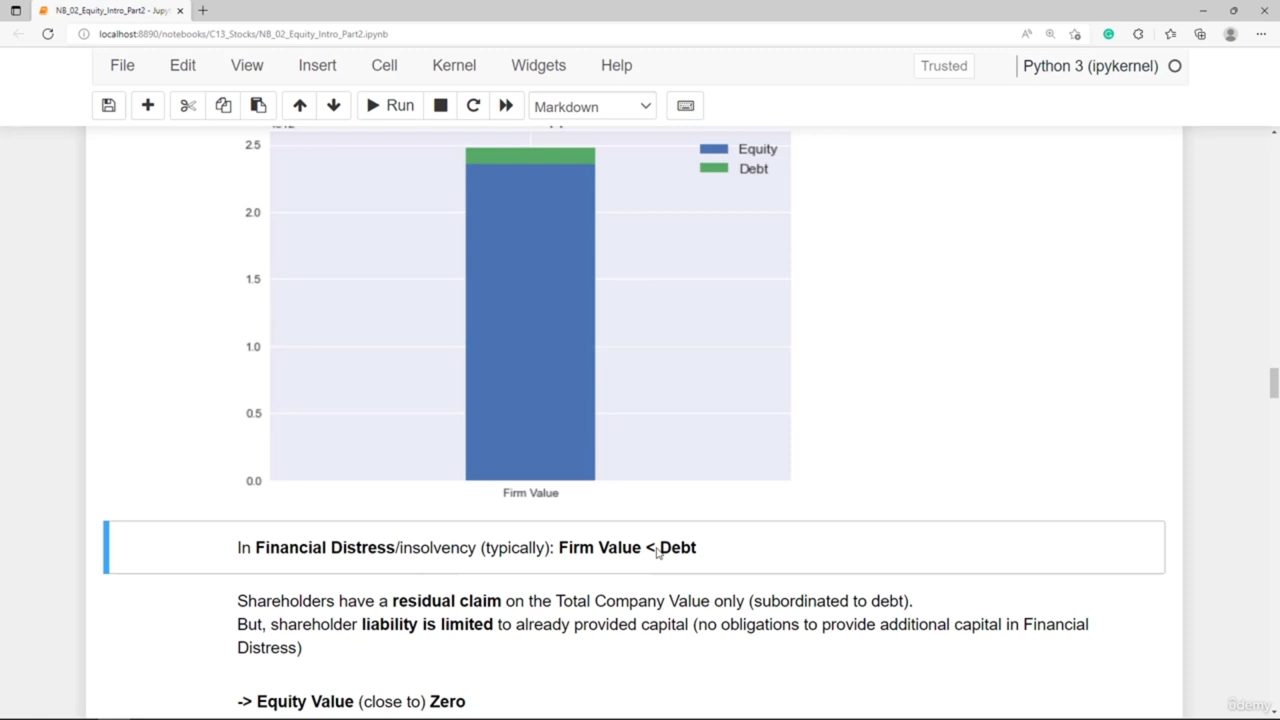 NB_02_Equity_Intro_Part2 - Jupy
localhost:8890/notebooks/C13_Stocks/NB_02_Equity_Intro_Part2.ipynb
File Edit View Insert Cell Kernel Widgets Help Trusted Python 3 (ipykernel)
Run Markdown
2.5
Equity
Debt
2.0
1.5
1.0
0.5
0.0
Firm Value
In Financial Distress/insolvency (typically): Firm Value < Debt
Shareholders have a residual claim on the Total Company Value only (subordinated to debt).
But, shareholder liability is limited to already provided capital (no obligations to provide additional capital in Financial
Distress)
-> Equity Value (close to) Zero
ûdemy